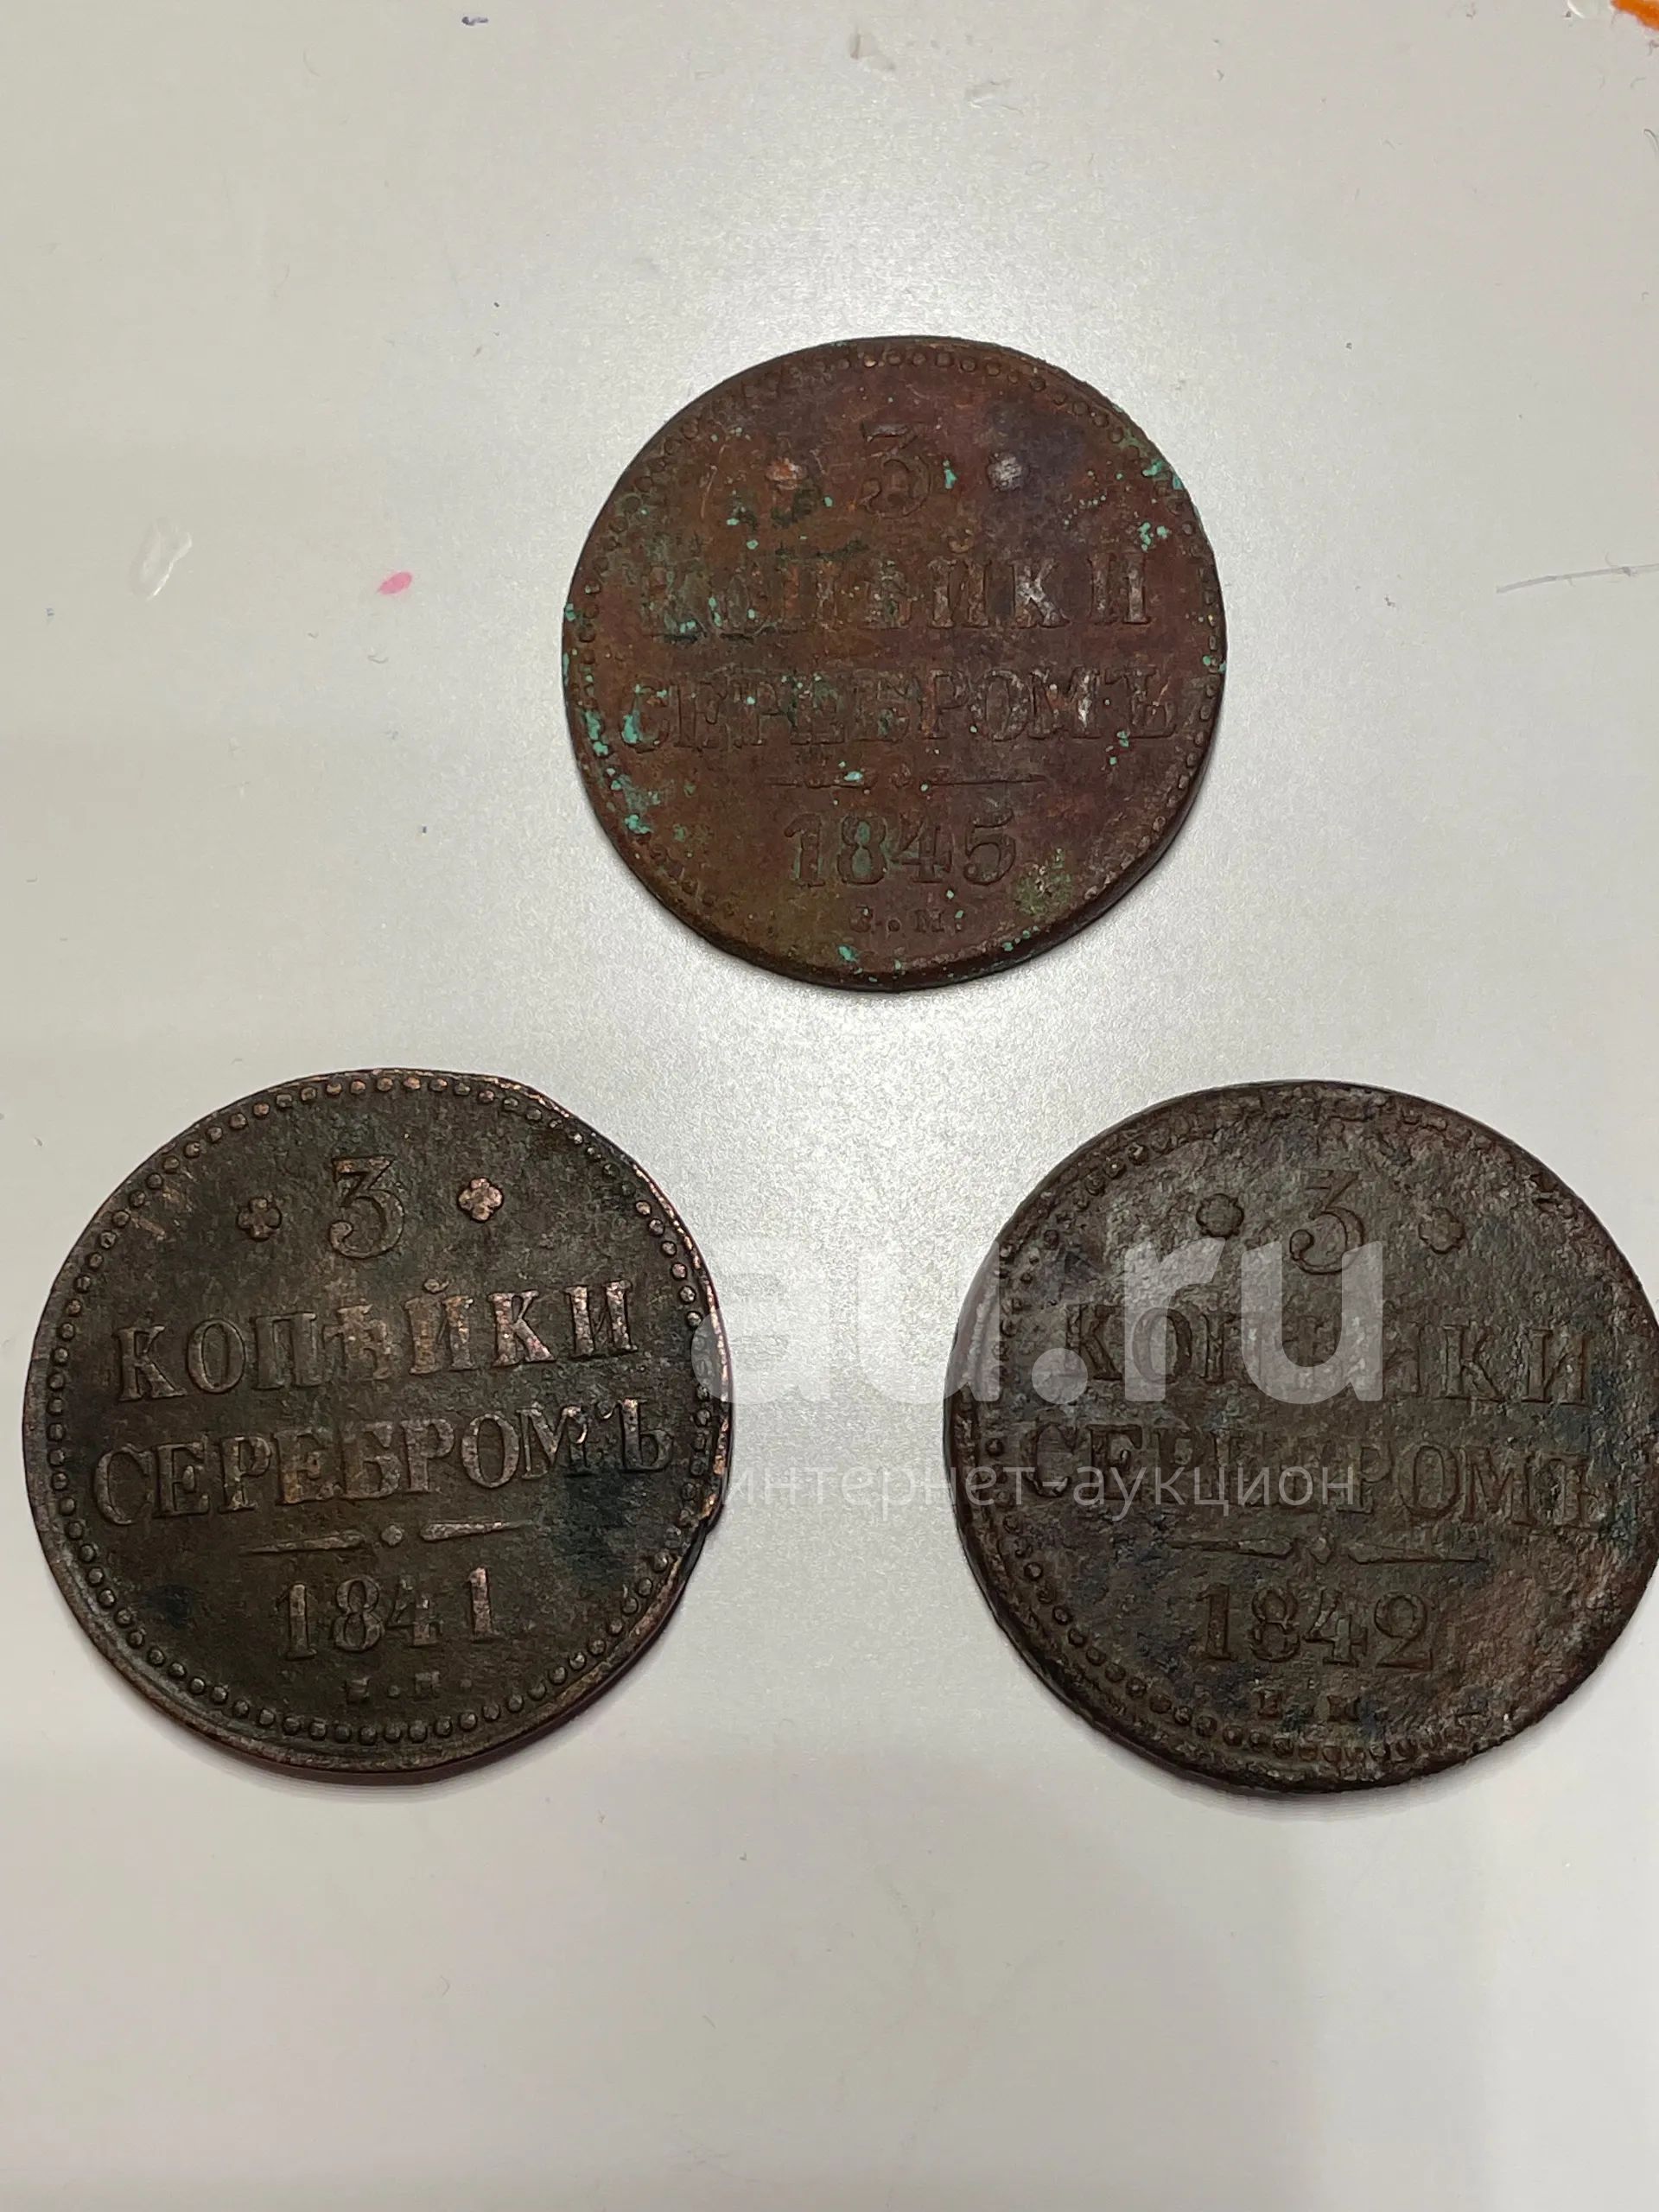 3
КОПѢЙКИ
СЕРЕБРОМЪ
1845
С.М.
3
КОПѢЙКИ
СЕРЕБРОМЪ
1841
Е.М.
3
КОПѢЙКИ
СЕРЕБРОМЪ
1842
Е.М.
au.ru
интернет-аукцион